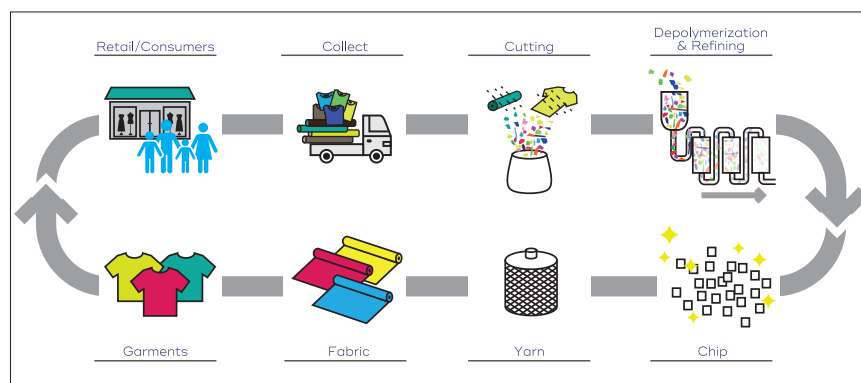 Retail/Consumers
Collect
Cutting
Depolymerization
& Refining
Garments
Fabric
Yarn
Chip